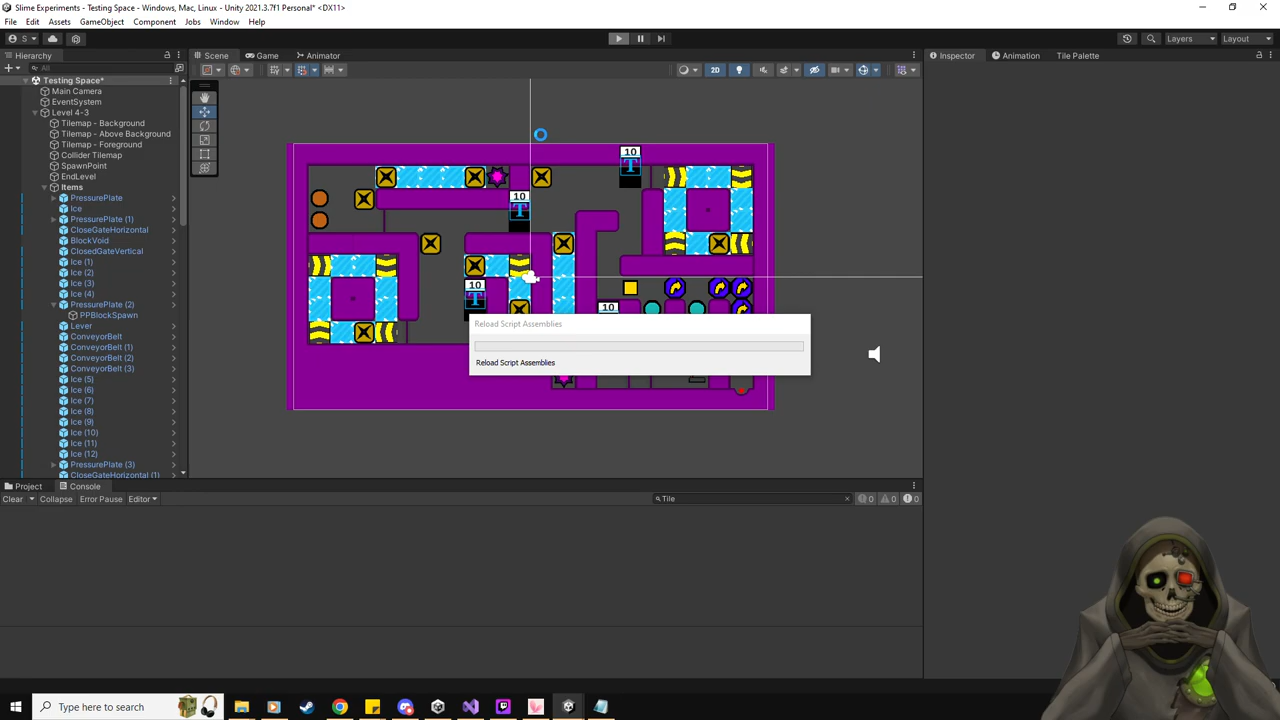 Slime Experiments - Testing Space - Windows, Mac, Linux - Unity 2021.3.7f1 Personal* <DX11>
File Edit Assets GameObject Component Jobs Window Help
S Layers Layout
Hierarchy Scene Game Animator Inspector Animation Tile Palette
All 2D
Testing Space*
Main Camera
EventSystem
Level 4-3
Tilemap - Background
Tilemap - Above Background
Tilemap - Foreground
Collider Tilemap
SpawnPoint
EndLevel
Items
PressurePlate
Ice
PressurePlate (1)
CloseGateHorizontal
BlockVoid
ClosedGateVertical
Ice (1)
Ice (2)
Ice (3)
Ice (4)
PressurePlate (2)
PPBlockSpawn
Lever
ConveyorBelt
ConveyorBelt (1)
ConveyorBelt (2)
ConveyorBelt (3)
Ice (5)
Ice (6)
Ice (7)
Ice (8)
Ice (9)
Ice (10)
Ice (11)
Ice (12)
PressurePlate (3)
CloseGateHorizontal (1)
10
T
10
T
10
T
10
Reload Script Assemblies
Reload Script Assemblies
Project Console
Clear Collapse Error Pause Editor Tile 0 0 0
Type here to search